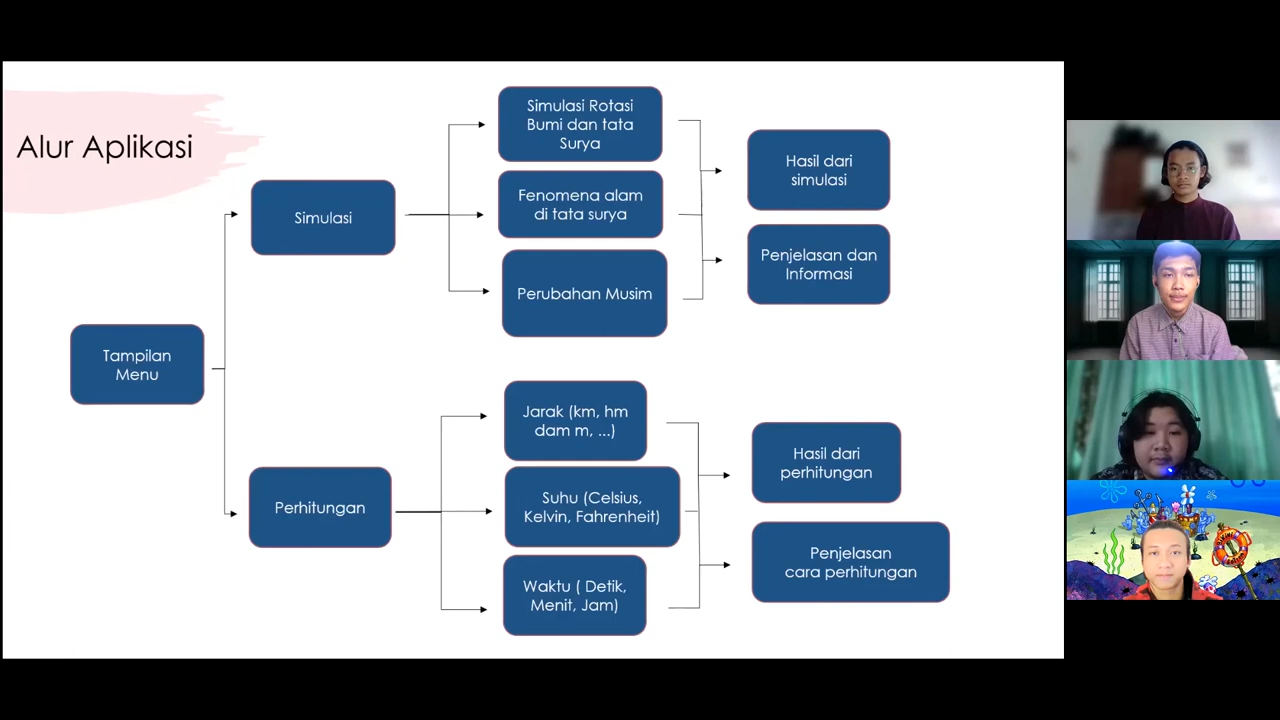 Alur Aplikasi
Tampilan
Menu
Simulasi
Simulasi Rotasi
Bumi dan tata
Surya
Fenomena alam
di tata surya
Perubahan Musim
Hasil dari
simulasi
Penjelasan dan
Informasi
Perhitungan
Jarak (km, hm
dam m, ...)
Suhu (Celsius,
Kelvin, Fahrenheit)
Waktu ( Detik,
Menit, Jam)
Hasil dari
perhitungan
Penjelasan
cara perhitungan